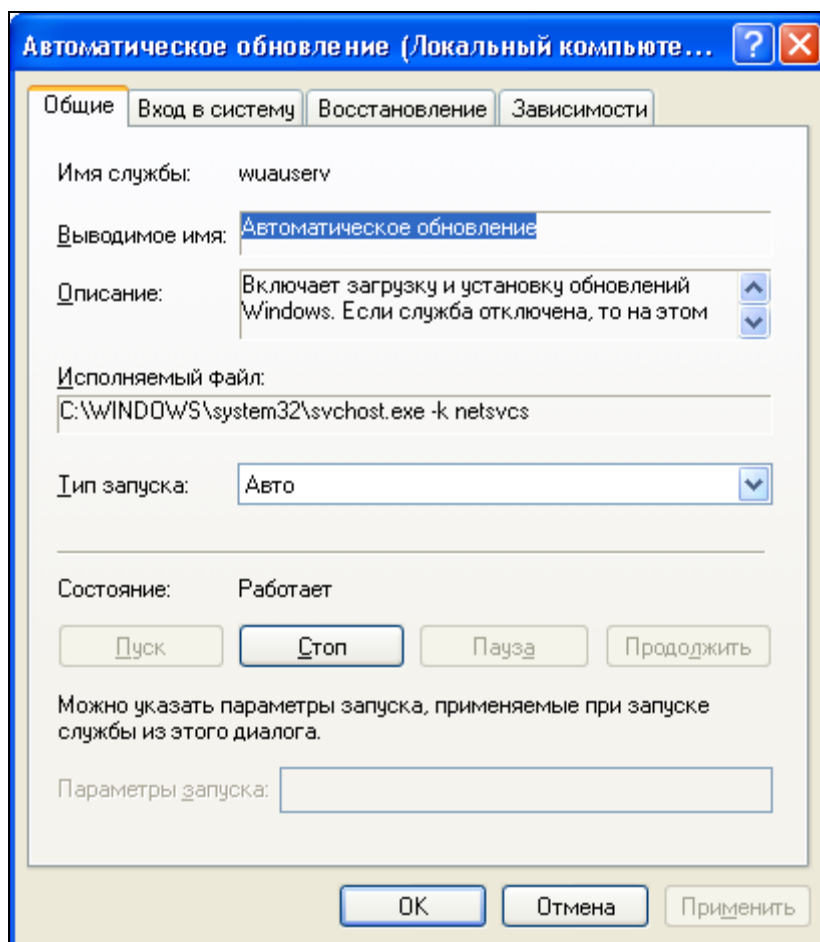 Автоматическое обновление (Локальный компьюте...
Общие Вход в систему Восстановление Зависимости
Имя службы: wuauserv
Выводимое имя: Автоматическое обновление
Описание: Включает загрузку и установку обновлений
Windows. Если служба отключена, то на этом
Исполняемый файл:
C:\WINDOWS\system32\svchost.exe -k netsvcs
Тип запуска: Авто
Состояние: Работает
Пуск Стоп Пауза Продолжить
Можно указать параметры запуска, применяемые при запуске
службы из этого диалога.
Параметры запуска:
OK Отмена Применить